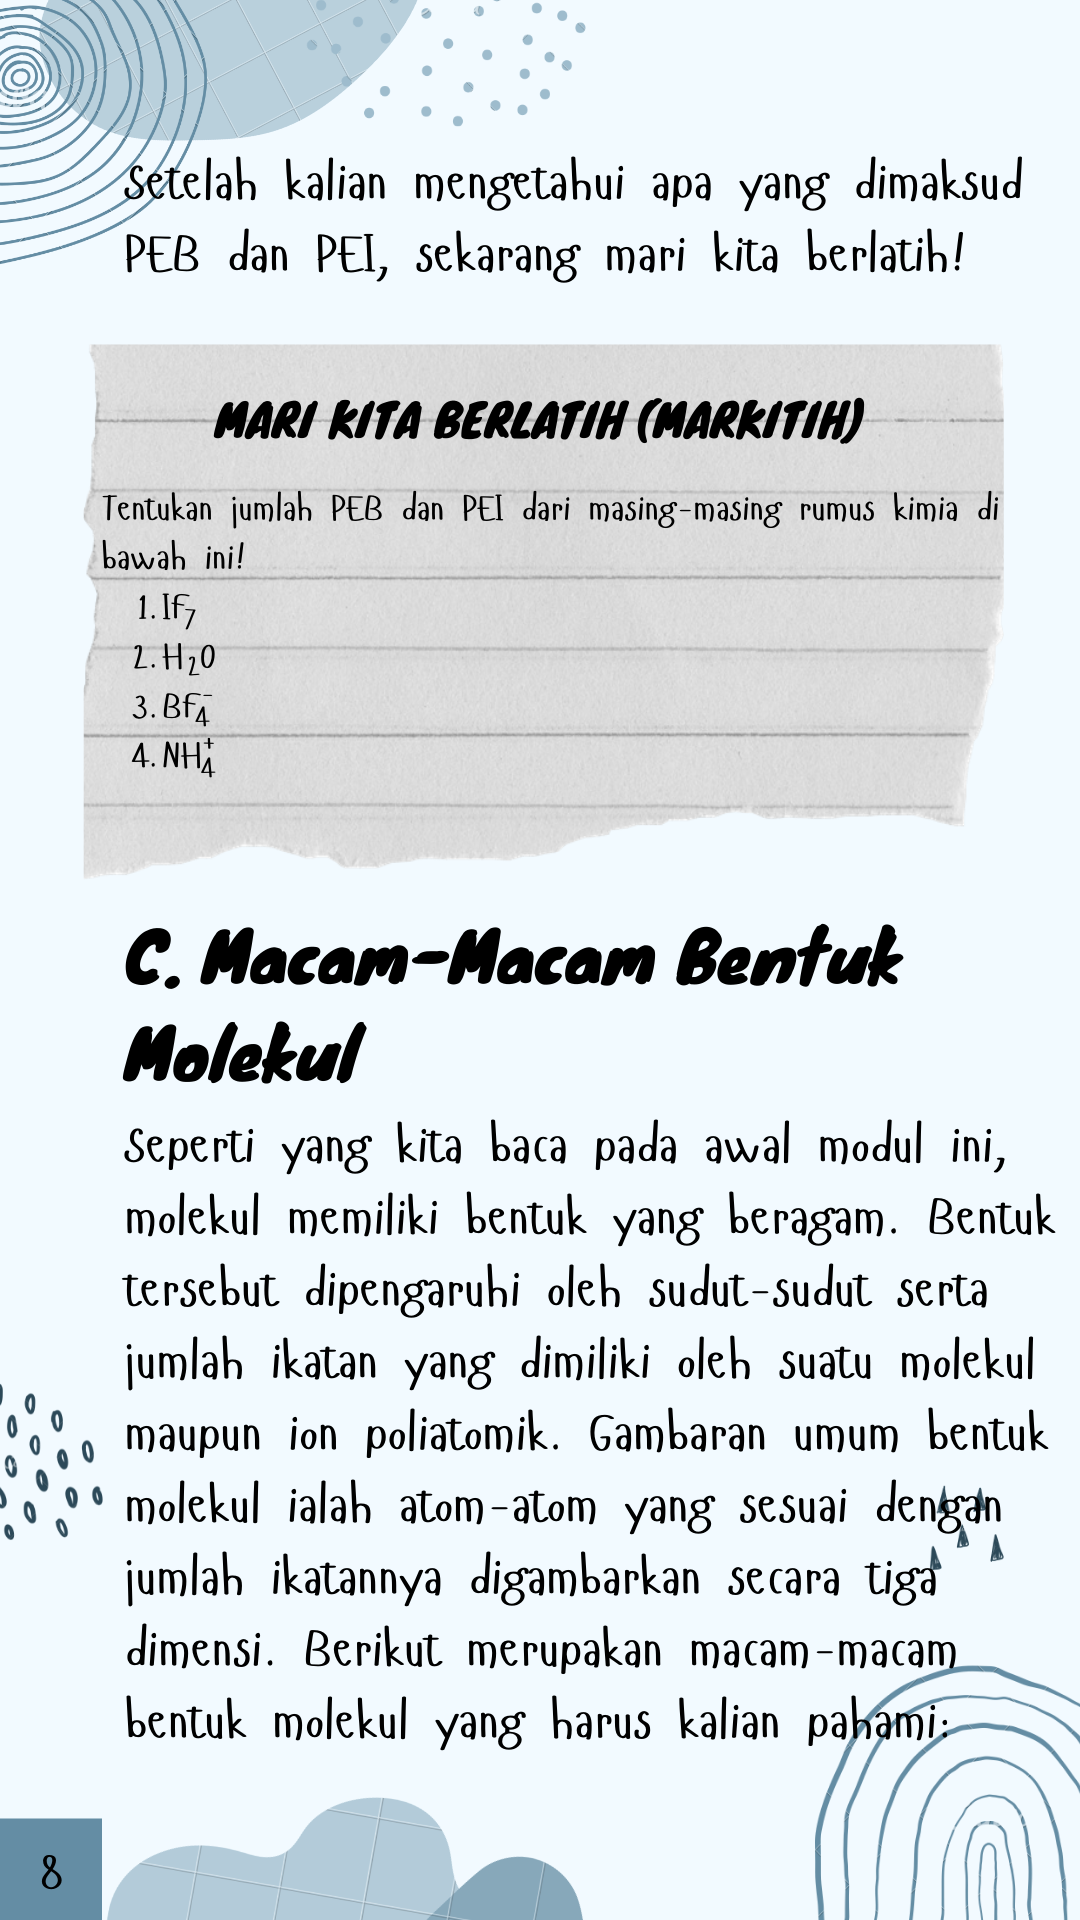 Setelah kalian mengetahui apa yang dimaksud
PEB dan PEI, sekarang mari kita berlatih!
MARI KITA BERLATIH (MARKITIH)
Tentukan jumlah PEB dan PEI dari masing-masing rumus kimia di
bawah ini!
1. IF₇
2. H₂O
3. BF₄⁻
4. NH₄⁺
C. Macam-Macam Bentuk
Molekul
Seperti yang kita baca pada awal modul ini,
molekul memiliki bentuk yang beragam. Bentuk
tersebut dipengaruhi oleh sudut-sudut serta
jumlah ikatan yang dimiliki oleh suatu molekul
maupun ion poliatomik. Gambaran umum bentuk
molekul ialah atom-atom yang sesuai dengan
jumlah ikatannya digambarkan secara tiga
dimensi. Berikut merupakan macam-macam
bentuk molekul yang harus kalian pahami:
8